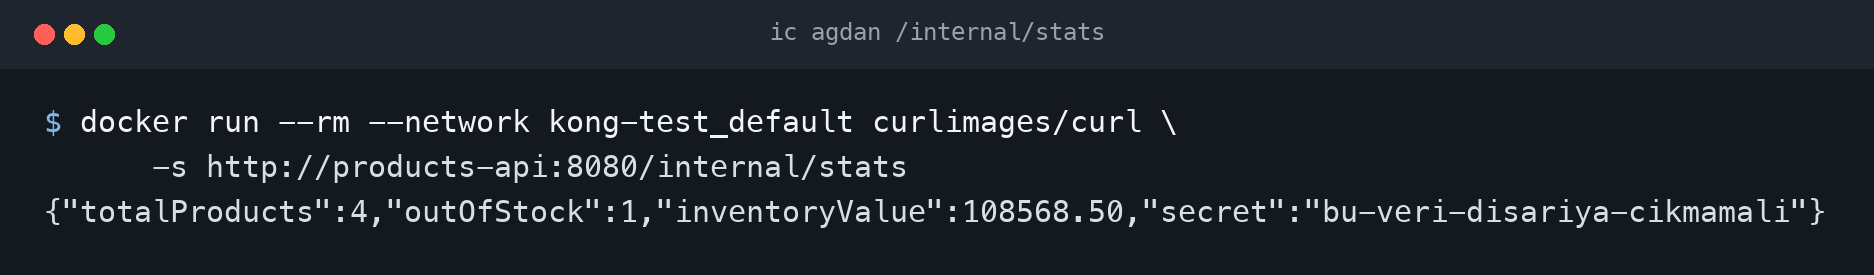 ic agdan /internal/stats
$ docker run --rm --network kong-test_default curlimages/curl \
-s http://products-api:8080/internal/stats
{"totalProducts":4,"outOfStock":1,"inventoryValue":108568.50,"secret":"bu-veri-disariya-cikmamali"}